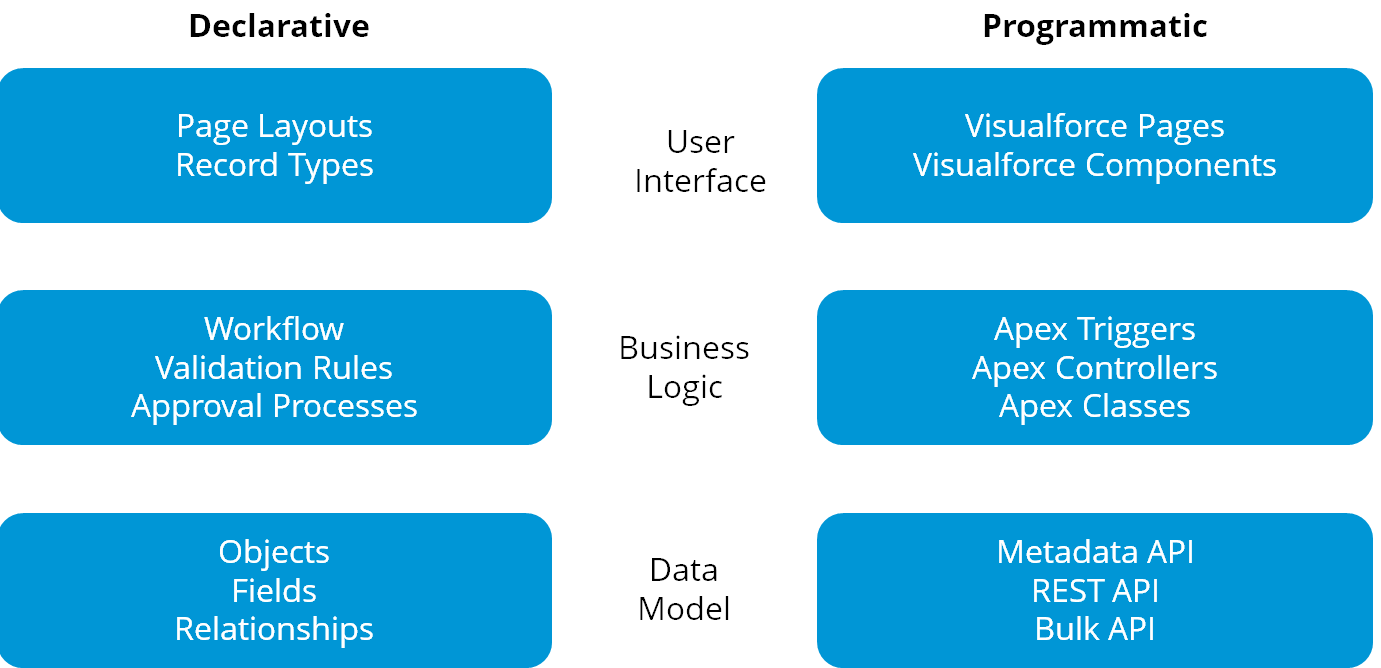 Declarative
Programmatic
Page Layouts
Record Types
User
Interface
Visualforce Pages
Visualforce Components
Workflow
Validation Rules
Approval Processes
Business
Logic
Apex Triggers
Apex Controllers
Apex Classes
Objects
Fields
Relationships
Data
Model
Metadata API
REST API
Bulk API